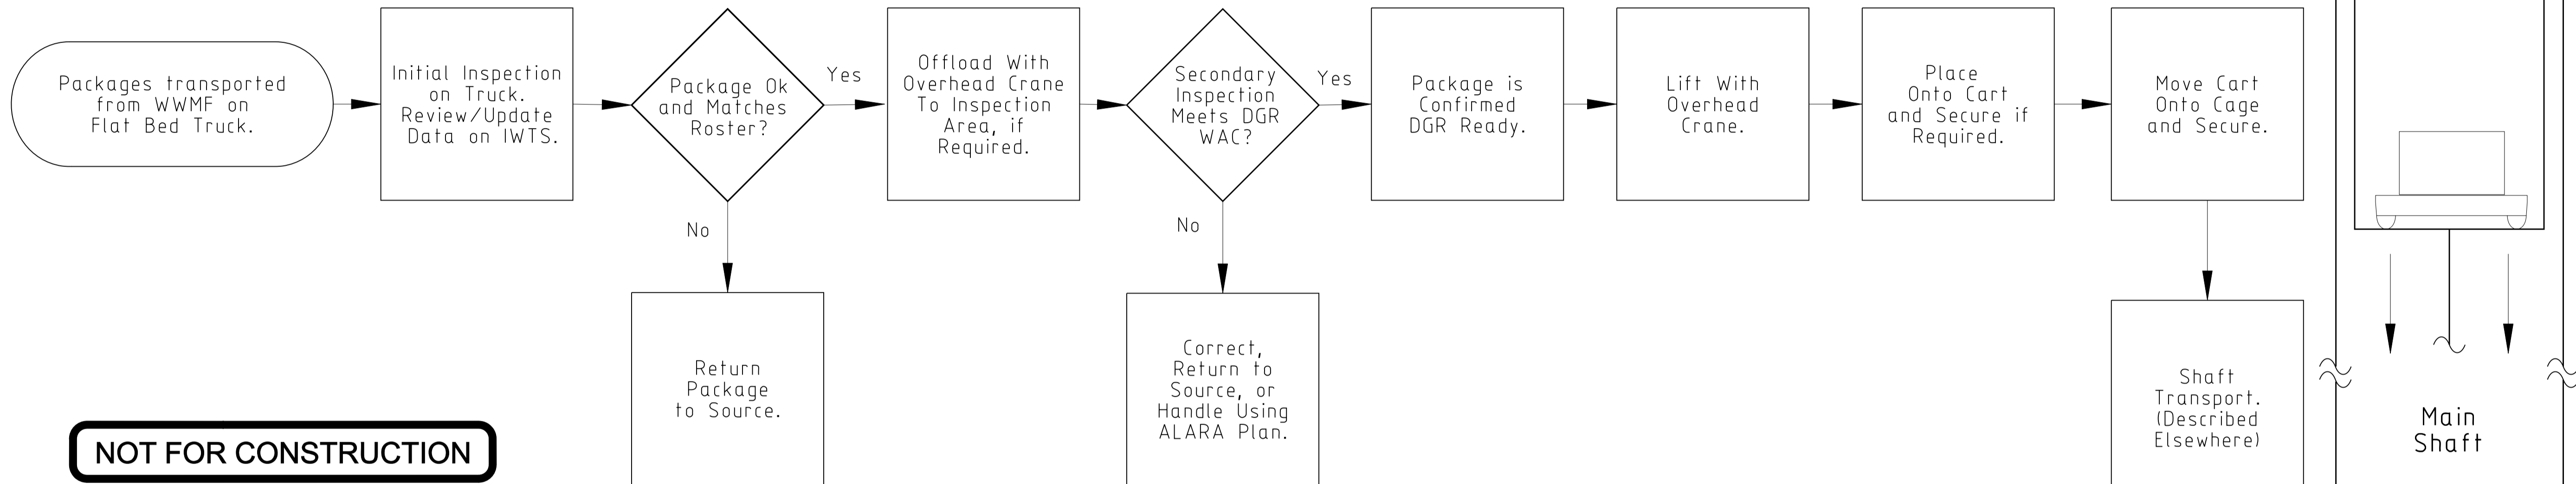 Packages transported
from WWMF on
Flat Bed Truck.
Initial Inspection
on Truck.
Review/Update
Data on IWTS.
Package Ok
and Matches
Roster?
Yes
No
Return
Package
to Source.
Offload With
Overhead Crane
To Inspection
Area, if
Required.
Secondary
Inspection
Meets DGR
WAC?
Yes
No
Correct,
Return to
Source, or
Handle Using
ALARA Plan.
Package is
Confirmed
DGR Ready.
Lift With
Overhead
Crane.
Place
Onto Cart
and Secure if
Required.
Move Cart
Onto Cage
and Secure.
Shaft
Transport.
(Described
Elsewhere)
Main
Shaft
NOT FOR CONSTRUCTION